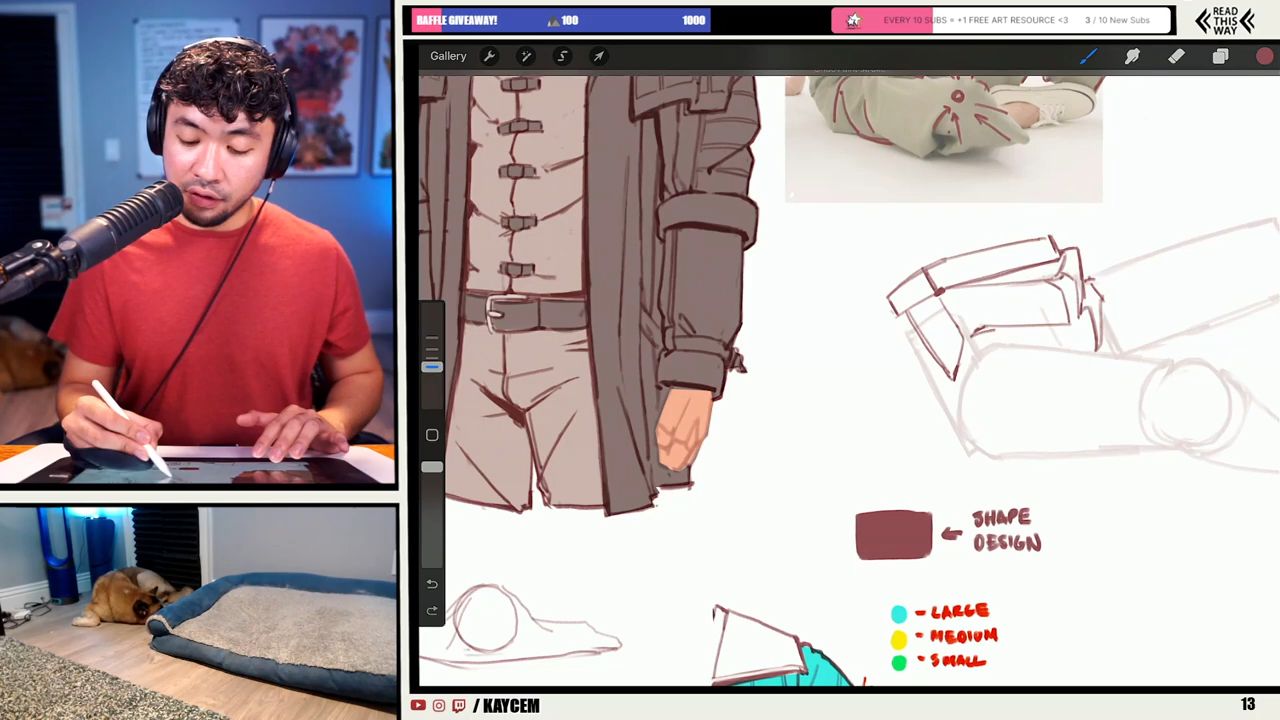 RAFFLE GIVEAWAY!
100
1000
EVERY 10 SUBS = +1 FREE ART RESOURCE <3
3 / 10 New Subs
READ
THIS
WAY
Gallery
SHAPE
DESIGN
- LARGE
- MEDIUM
- SMALL
/ KAYCEM
13